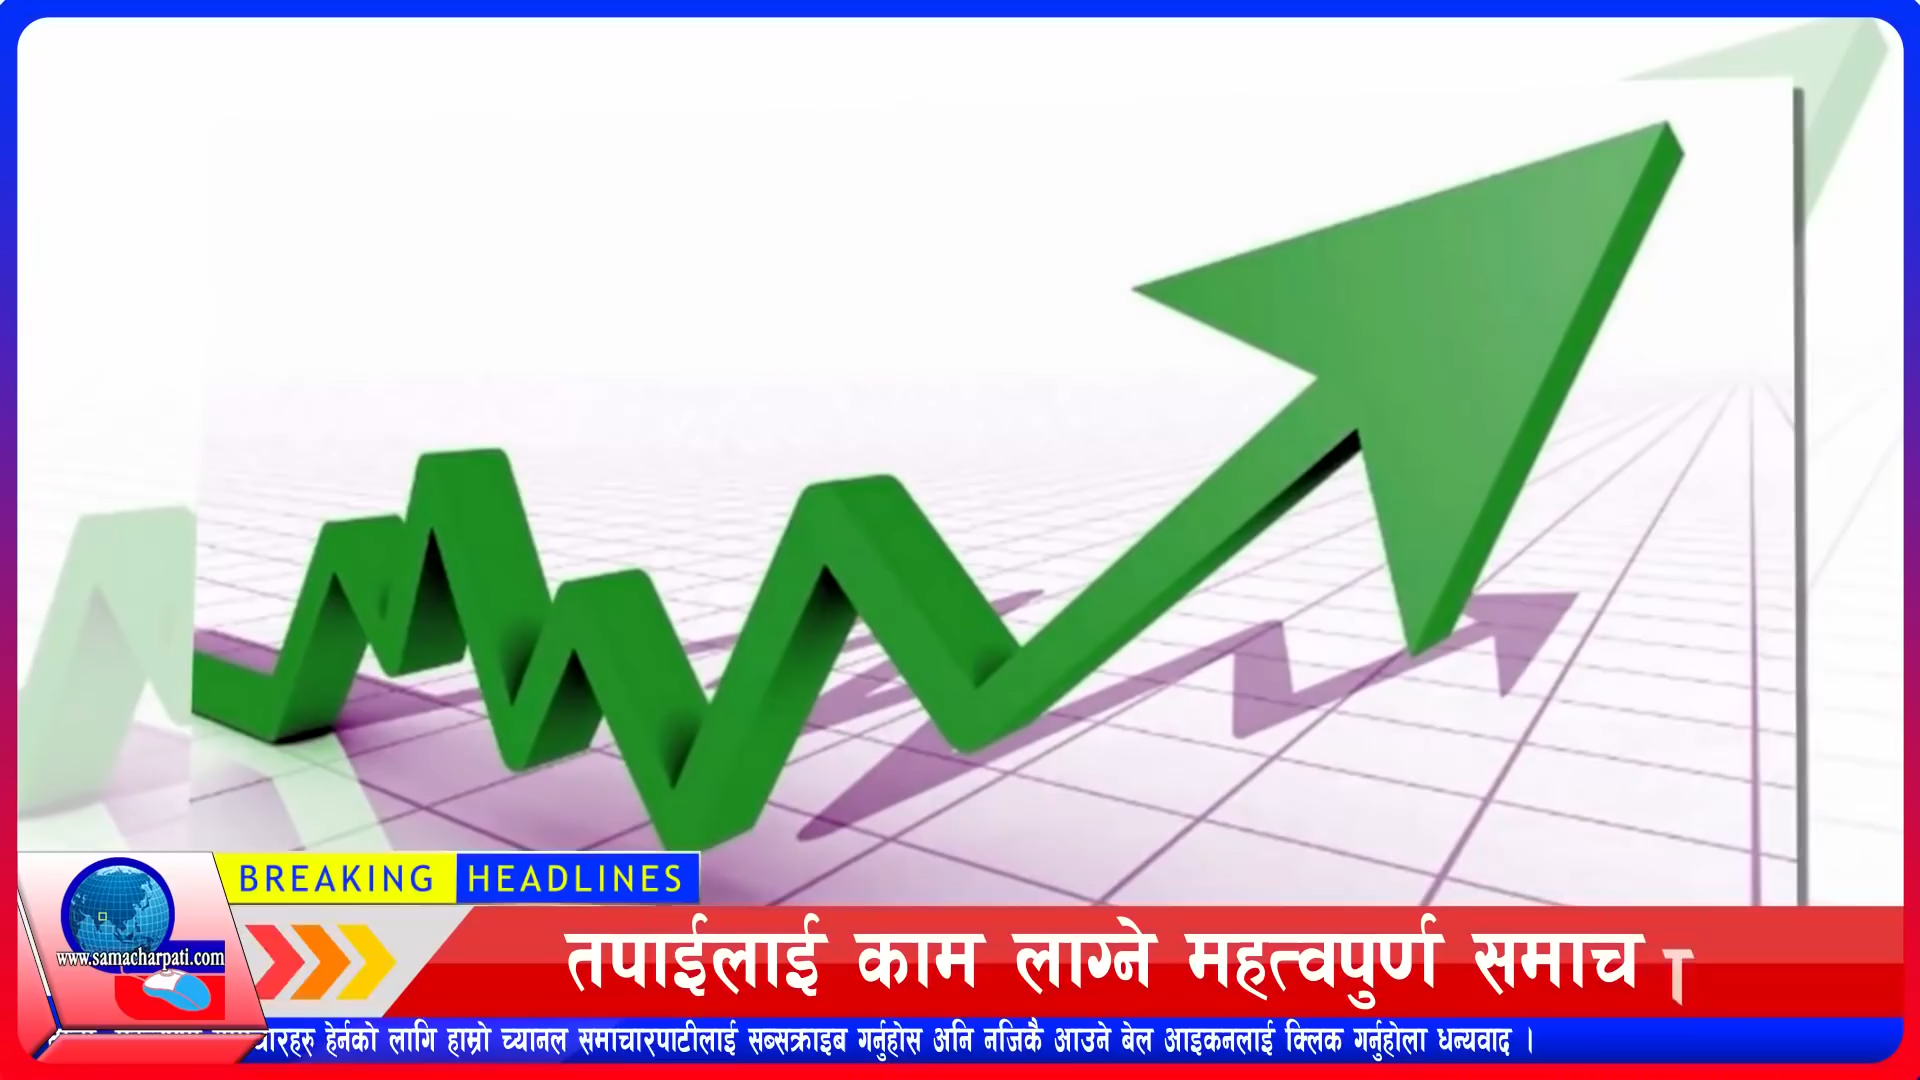 BREAKING HEADLINES
तपाईलाई काम लाग्ने महत्वपुर्ण समाचा
www.samacharpati.com
हेर्नको लागि हाम्रो च्यानल समाचारपाटीलाई सब्सक्राइब गर्नुहोस अनि नजिकै आउने बेल आइकनलाई क्लिक गर्नुहोला धन्यवाद ।